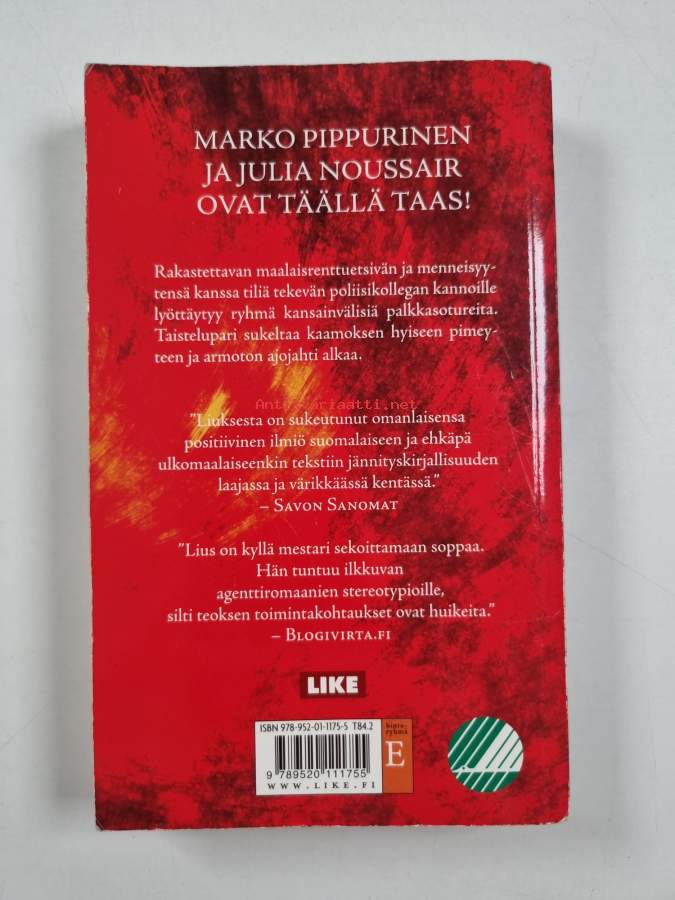 MARKO PIPPURINEN
JA JULIA NOUSSAIR
OVAT TÄÄLLÄ TAAS!
Rakastettavan maalaisrenttuetsivän ja menneisyy-
tensä kanssa tiliä tekevän poliisikollegan kannoille
lyöttäytyy ryhmä kansainvälisiä palkkasotureita.
Taistelupari sukeltaa kaamoksen hyiseen pimey-
teen ja armoton ajojahti alkaa.
Antikvariaatti.net
"Liuksesta on sukeutunut omanlaisensa
positiivinen ilmiö suomalaiseen ja ehkäpä
ulkomaalaiseenkin tekstiin jännityskirjallisuuden
laajassa ja värikkäässä kentässä."
– SAVON SANOMAT
"Lius on kyllä mestari sekoittamaan soppaa.
Hän tuntuu ilkkuvan
agenttiromaanien stereotypioille,
silti teoksen toimintakohtaukset ovat huikeita."
– BLOGIVIRTA.FI
LIKE
ISBN 978-952-01-1175-5 T84.2
hinta-
ryhmä
E
9 789520 111755
WWW.LIKE.FI